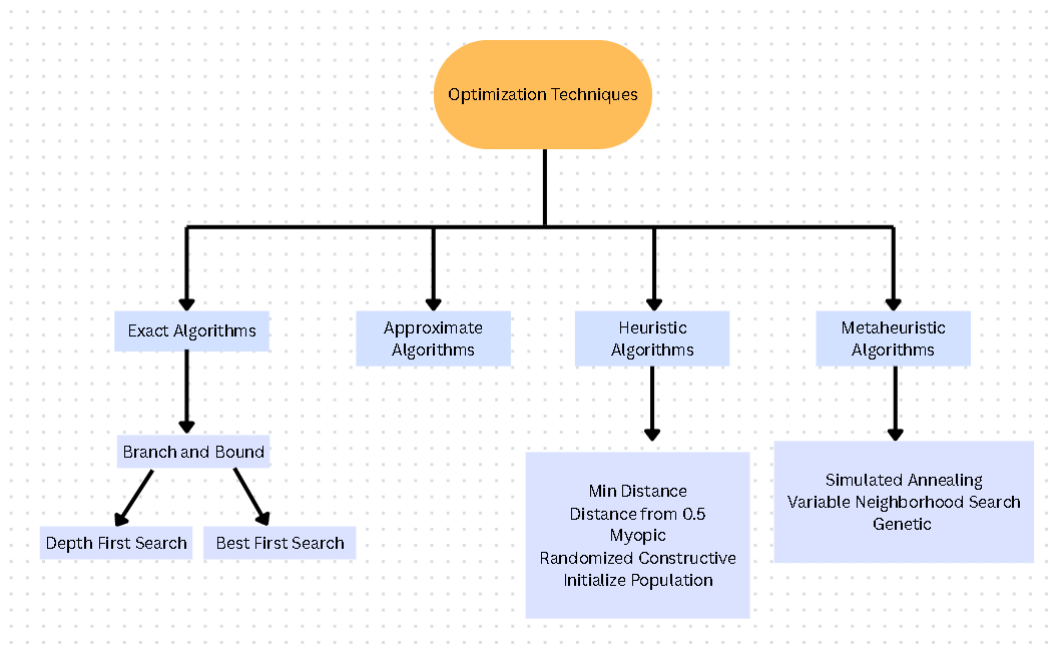 Optimization Techniques
Exact Algorithms
Approximate
Algorithms
Heuristic
Algorithms
Metaheuristic
Algorithms
Branch and Bound
Depth First Search
Best First Search
Min Distance
Distance from 0.5
Myopic
Randomized Constructive
Initialize Population
Simulated Annealing
Variable Neighborhood Search
Genetic